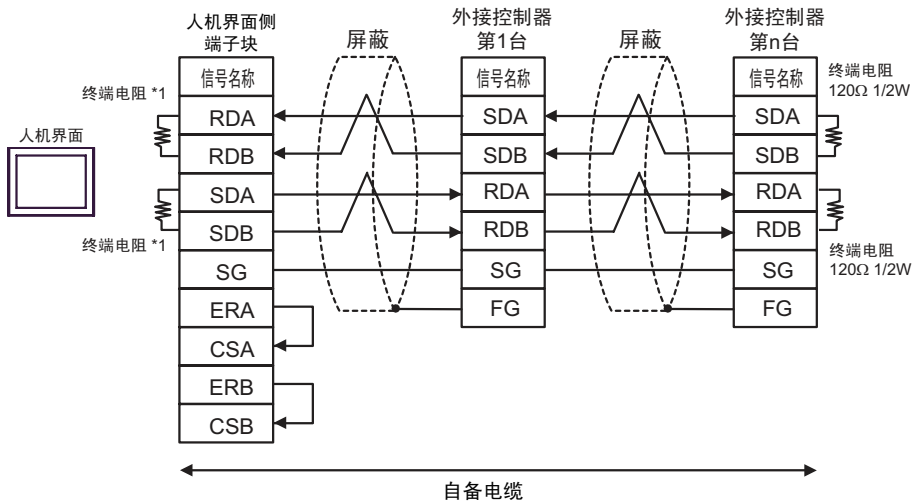 人机界面侧
端子块
屏蔽
外接控制器
第1台
屏蔽
外接控制器
第n台
信号名称
信号名称
信号名称
终端电阻
120Ω 1/2W
终端电阻 *1
RDA
SDA
SDA
人机界面
RDB
SDB
SDB
SDA
RDA
RDA
终端电阻 *1
SDB
RDB
RDB
终端电阻
120Ω 1/2W
SG
SG
SG
ERA
FG
FG
CSA
ERB
CSB
自备电缆